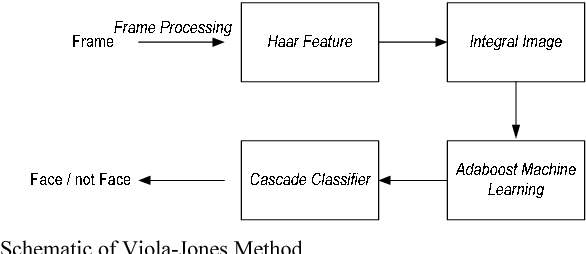 Frame
Frame Processing
Haar Feature
Integral Image
Adaboost Machine
Learning
Cascade Classifier
Face / not Face
Schematic of Viola-Jones Method